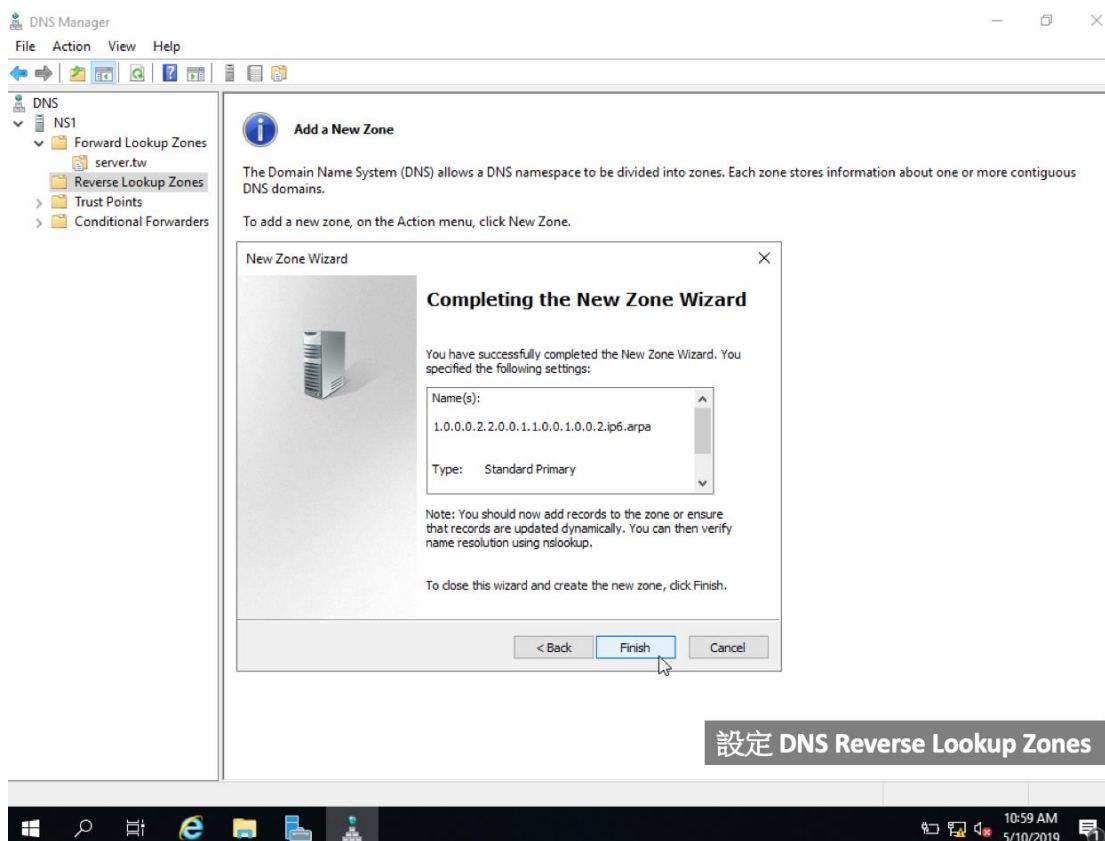 DNS Manager
File Action View Help
DNS
NS1
Forward Lookup Zones
server.tw
Reverse Lookup Zones
Trust Points
Conditional Forwarders
Add a New Zone
The Domain Name System (DNS) allows a DNS namespace to be divided into zones. Each zone stores information about one or more contiguous
DNS domains.
To add a new zone, on the Action menu, click New Zone.
New Zone Wizard
Completing the New Zone Wizard
You have successfully completed the New Zone Wizard. You
specified the following settings:
Name(s):
1.0.0.0.2.2.0.0.1.1.0.0.1.0.0.2.ip6.arpa
Type: Standard Primary
Note: You should now add records to the zone or ensure
that records are updated dynamically. You can then verify
name resolution using nslookup.
To close this wizard and create the new zone, click Finish.
< Back Finish Cancel
設定 DNS Reverse Lookup Zones
10:59 AM
5/10/2019
1